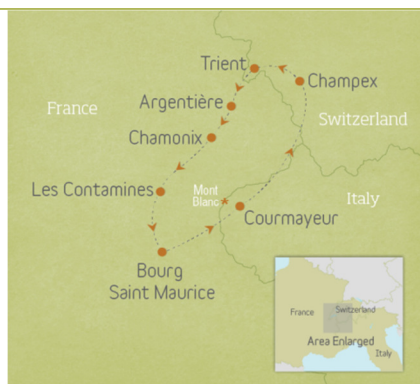 Trient
Champex
France
Argentière
Switzerland
Chamonix
Les Contamines
Mont
Blanc
Italy
Courmayeur
Bourg
Saint Maurice
France
Switzerland
Area Enlarged
Italy